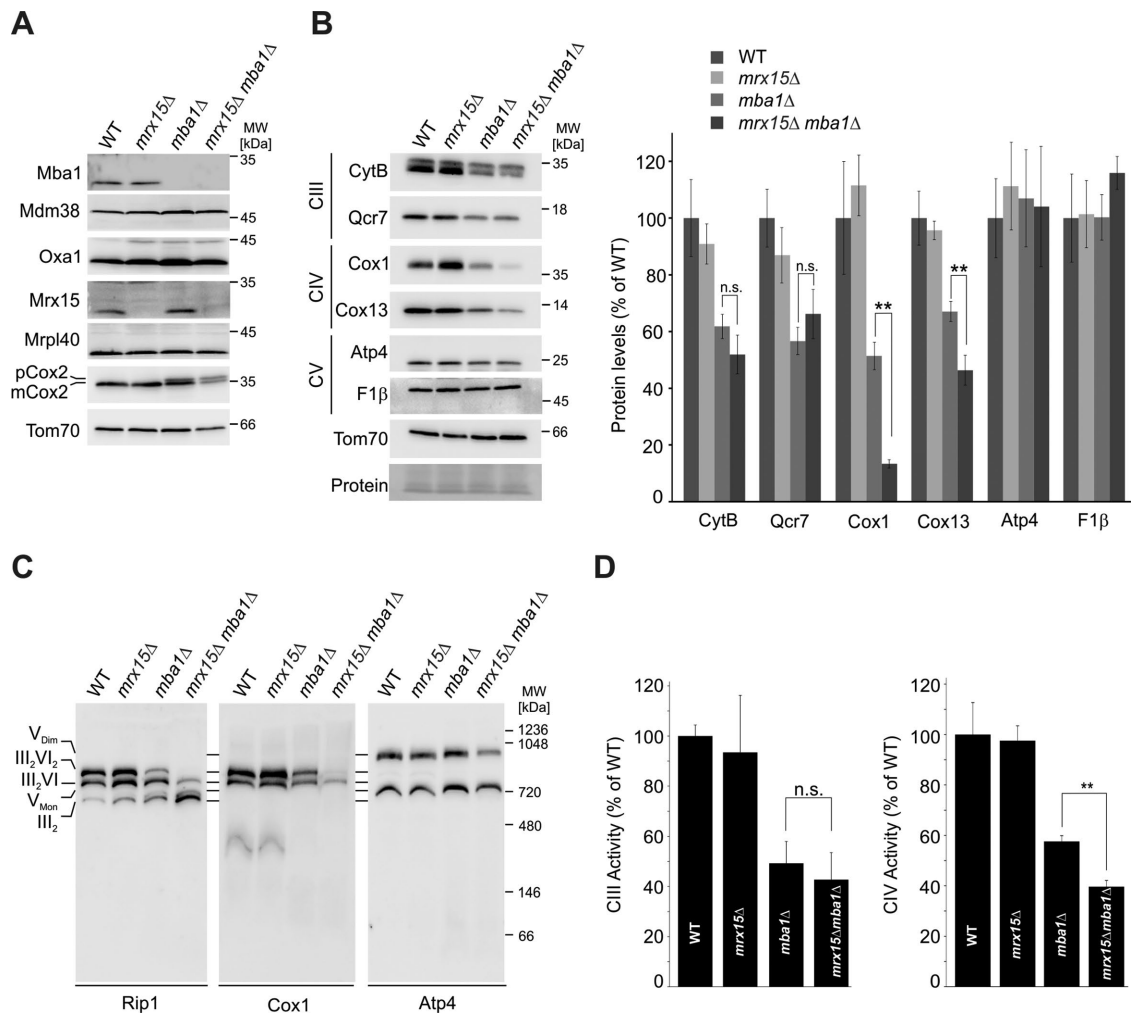 A
WT
mrx15Δ
mba1Δ
mrx15Δ mba1Δ
MW
[kDa]
Mba1
35
Mdm38
45
Oxa1
45
35
Mrx15
Mrpl40
45
pCox2
mCox2
35
Tom70
66
B
WT
mrx15Δ
mba1Δ
mrx15Δ mba1Δ
MW
[kDa]
CIII
CytB
35
Qcr7
18
CIV
Cox1
35
Cox13
14
CV
Atp4
25
F1β
45
Tom70
66
Protein
WT
mrx15Δ
mba1Δ
mrx15Δ mba1Δ
Protein levels (% of WT)
120
100
80
60
40
20
0
n.s.
n.s.
**
**
CytB
Qcr7
Cox1
Cox13
Atp4
F1β
C
WT
mrx15Δ
mba1Δ
mrx15Δ mba1Δ
WT
mrx15Δ
mba1Δ
mrx15Δ mba1Δ
WT
mrx15Δ
mba1Δ
mrx15Δ mba1Δ
MW
[kDa]
V Dim
III2VI2
III2VI
V Mon
III2
1236
1048
720
480
146
66
Rip1
Cox1
Atp4
D
CIII Activity (% of WT)
120
100
80
60
40
20
0
n.s.
WT
mrx15Δ
mba1Δ
mrx15Δmba1Δ
CIV Activity (% of WT)
120
100
80
60
40
20
0
**
WT
mrx15Δ
mba1Δ
mrx15Δmba1Δ